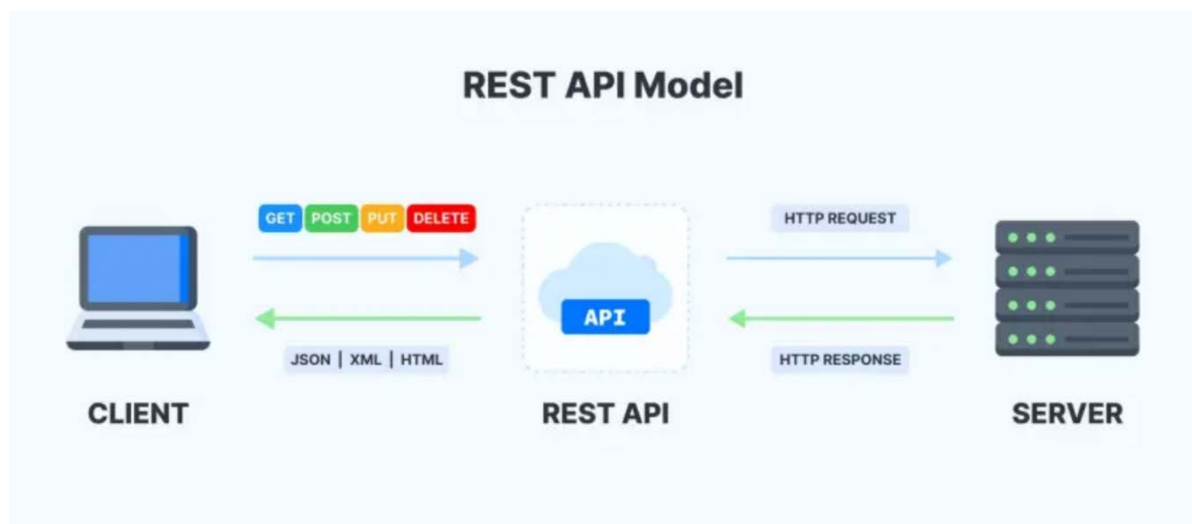 REST API Model
GET POST PUT DELETE
HTTP REQUEST
API
JSON | XML | HTML
HTTP RESPONSE
CLIENT
REST API
SERVER